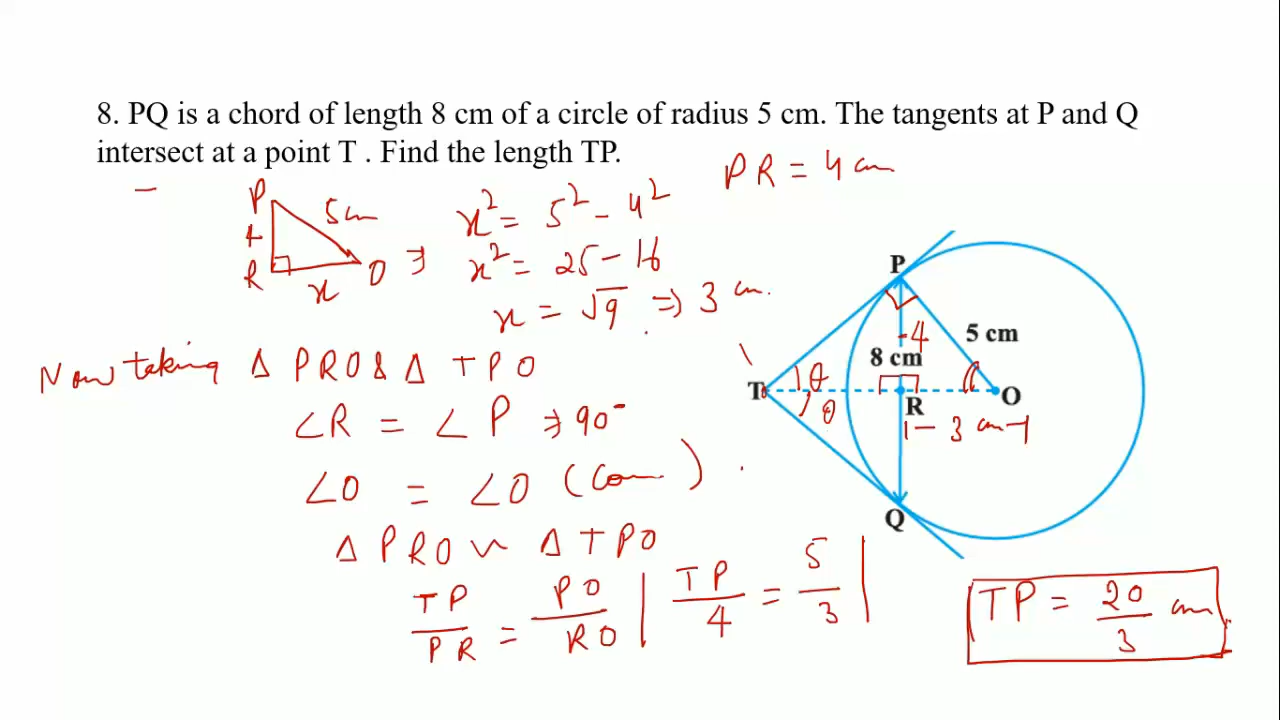 8. PQ is a chord of length 8 cm of a circle of radius 5 cm. The tangents at P and Q
intersect at a point T . Find the length TP.
PR = 4 cm
P
5 cm
4
R
x
O
⇒ x² = 5² - 4²
x² = 25 - 16
x = √9 ⇒ 3 cm.
Now taking Δ PRO & Δ TPO
∠R = ∠P ⇒ 90°
∠O = ∠O (Com)
Δ PRO ~ Δ TPO
TP/PR = PO/RO | TP/4 = 5/3 |
TP = 20/3 cm
P
4
5 cm
8 cm
T
θ
θ
R
O
3 cm
Q